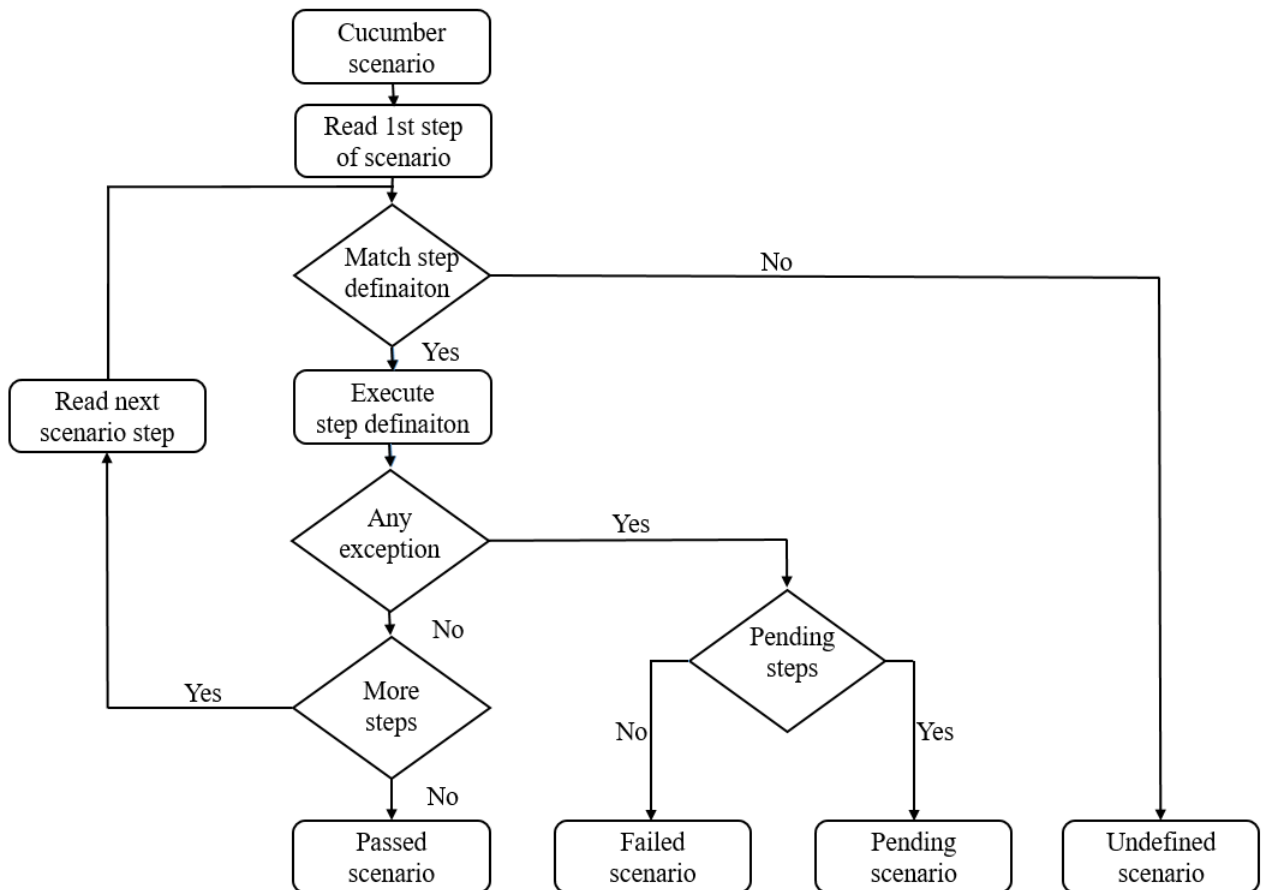 Cucumber
scenario
Read 1st step
of scenario
Match step
definaiton
No
Yes
Execute
step definaiton
Read next
scenario step
Any
exception
Yes
No
Pending
steps
More
steps
Yes
No
Yes
No
Passed
scenario
Failed
scenario
Pending
scenario
Undefined
scenario